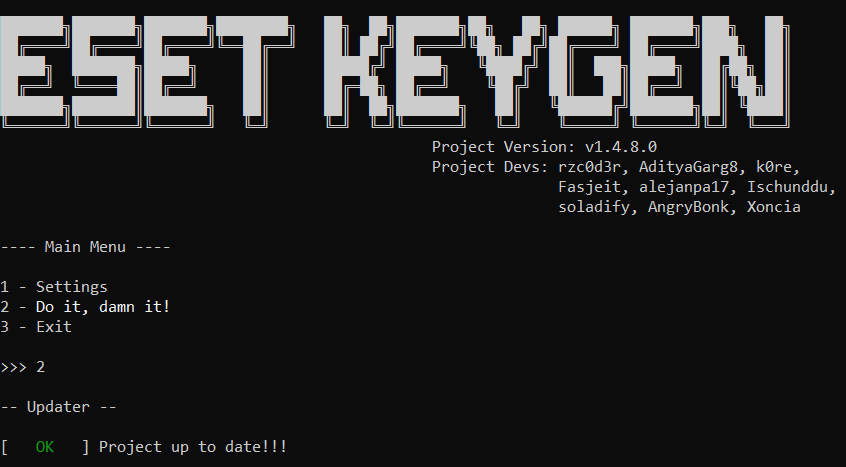 ESET KEYGEN
Project Version: v1.4.8.0
Project Devs: rzc0d3r, AdityaGarg8, k0re,
Fasjeit, alejanpa17, Ischunddu,
soladify, AngryBonk, Xoncia
---- Main Menu ----
1 - Settings
2 - Do it, damn it!
3 - Exit
>>> 2
-- Updater --
[   OK   ] Project up to date!!!